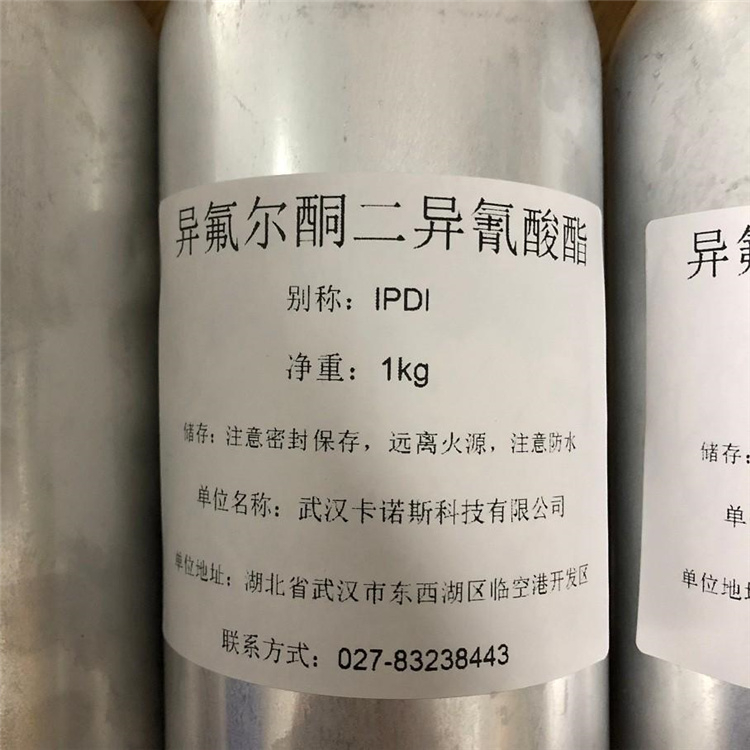 异氟尔酮二异氰酸酯
别称：IPDI
净重：1kg
储存：注意密封保存，远离火源，注意防水
单位名称：武汉卡诺斯科技有限公司
单位地址：湖北省武汉市东西湖区临空港开发区
联系方式：027-83238443
异氟
储存：
单
单位地址